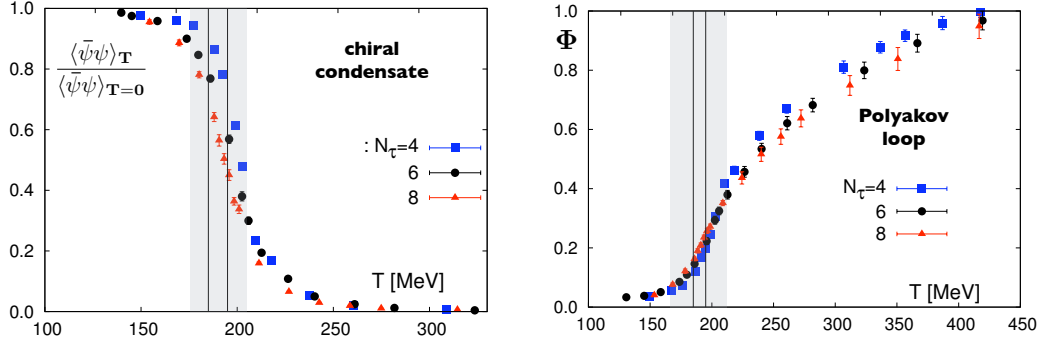 1.0
0.8
0.6
0.4
0.2
0.0
⟨ψ̄ψ⟩T
⟨ψ̄ψ⟩T=0
chiral
condensate
: Nτ=4
6
8
T [MeV]
100 150 200 250 300
1.0
0.8
0.6
0.4
0.2
0.0
Φ
Polyakov
loop
Nτ=4
6
8
T [MeV]
100 150 200 250 300 350 400 450